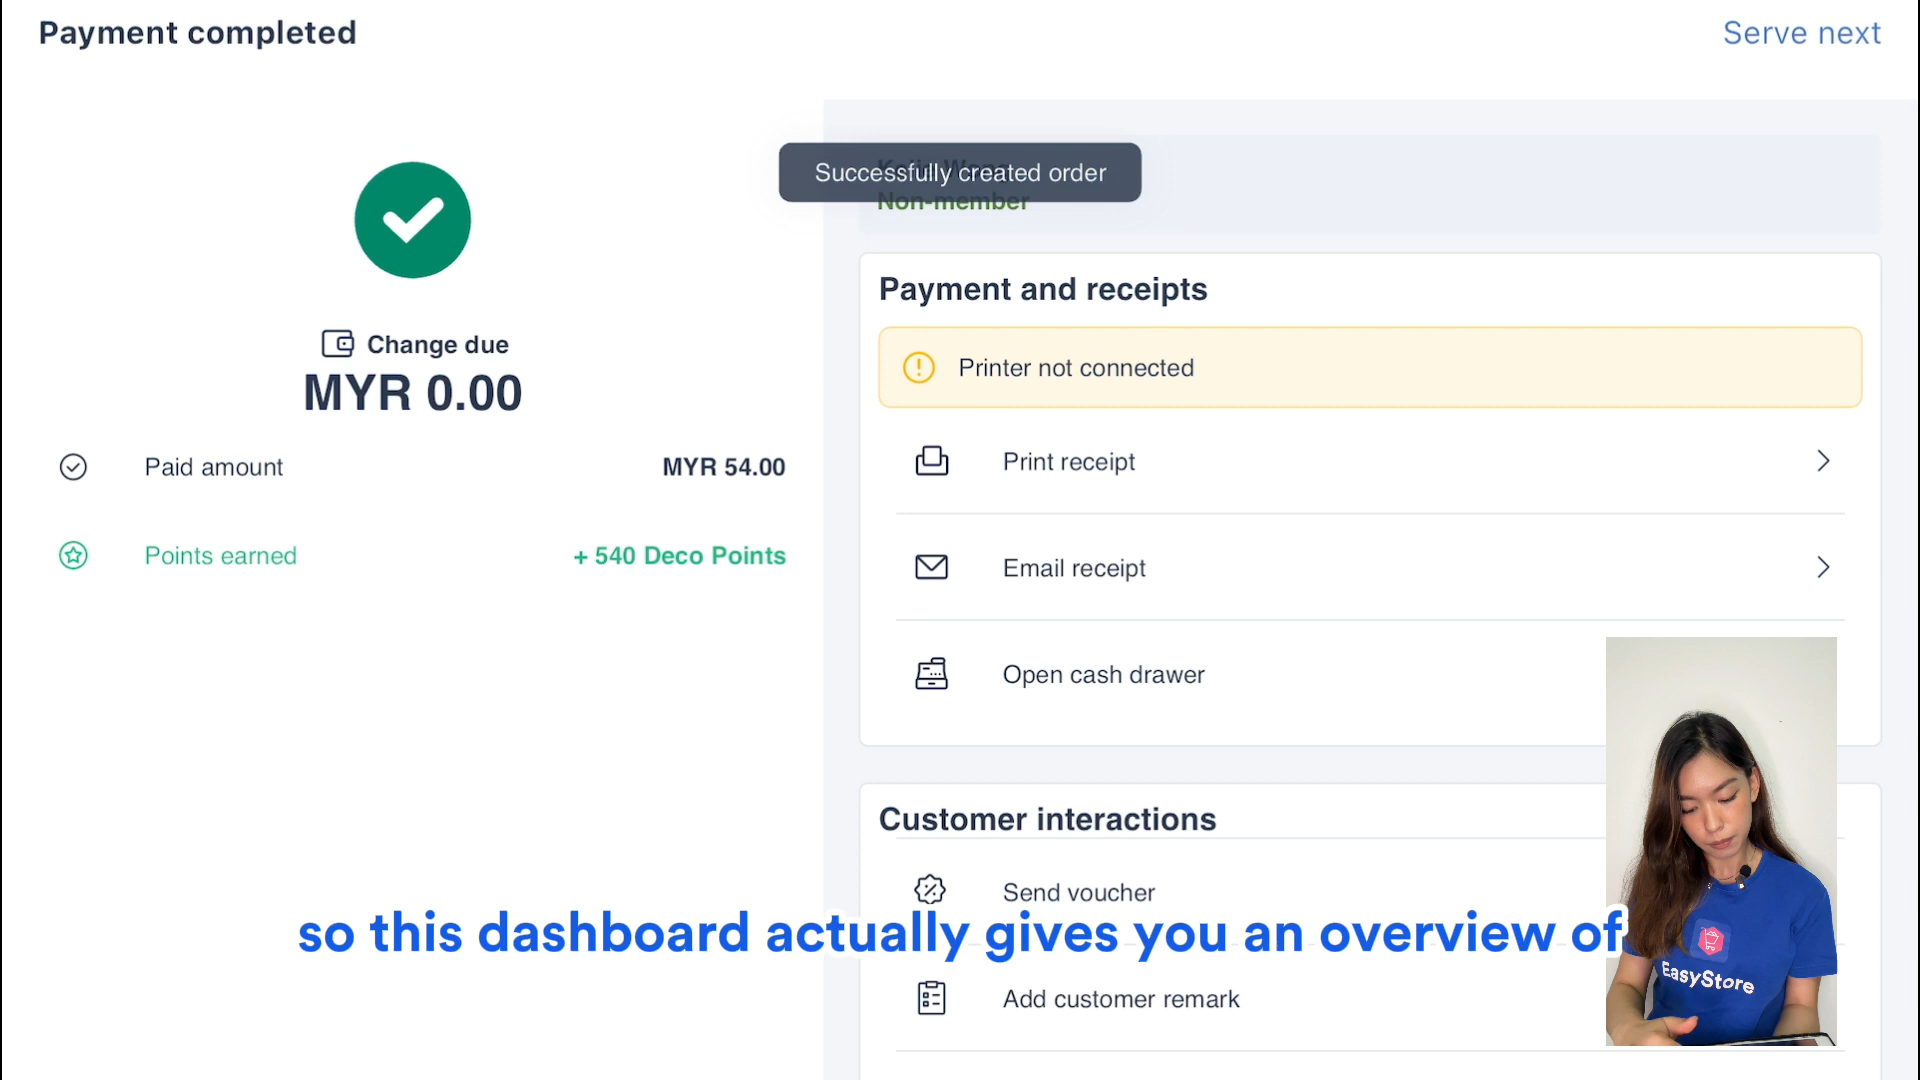 Payment completed
Serve next
Successfully created order
Non-member
Change due
MYR 0.00
Paid amount
MYR 54.00
Points earned
+ 540 Deco Points
Payment and receipts
Printer not connected
Print receipt
Email receipt
Open cash drawer
Customer interactions
Send voucher
so this dashboard actually gives you an overview of
Add customer remark
EasyStore